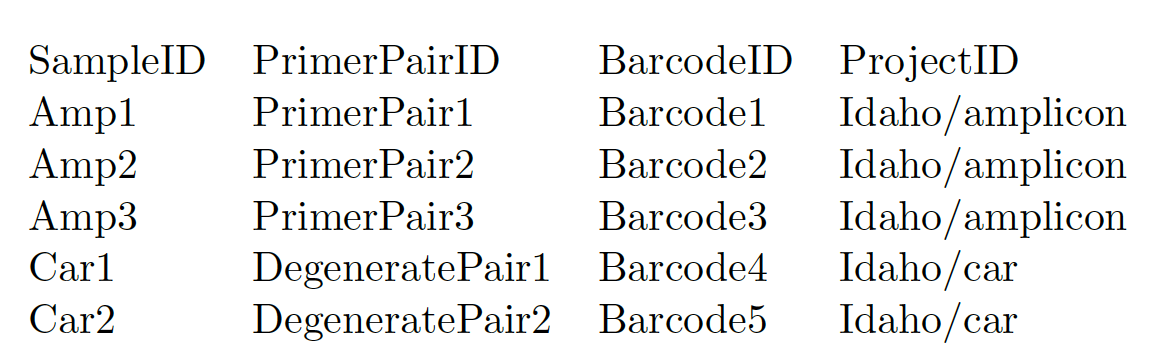 SampleID PrimerPairID BarcodeID ProjectID
Amp1 PrimerPair1 Barcode1 Idaho/amplicon
Amp2 PrimerPair2 Barcode2 Idaho/amplicon
Amp3 PrimerPair3 Barcode3 Idaho/amplicon
Car1 DegeneratePair1 Barcode4 Idaho/car
Car2 DegeneratePair2 Barcode5 Idaho/car